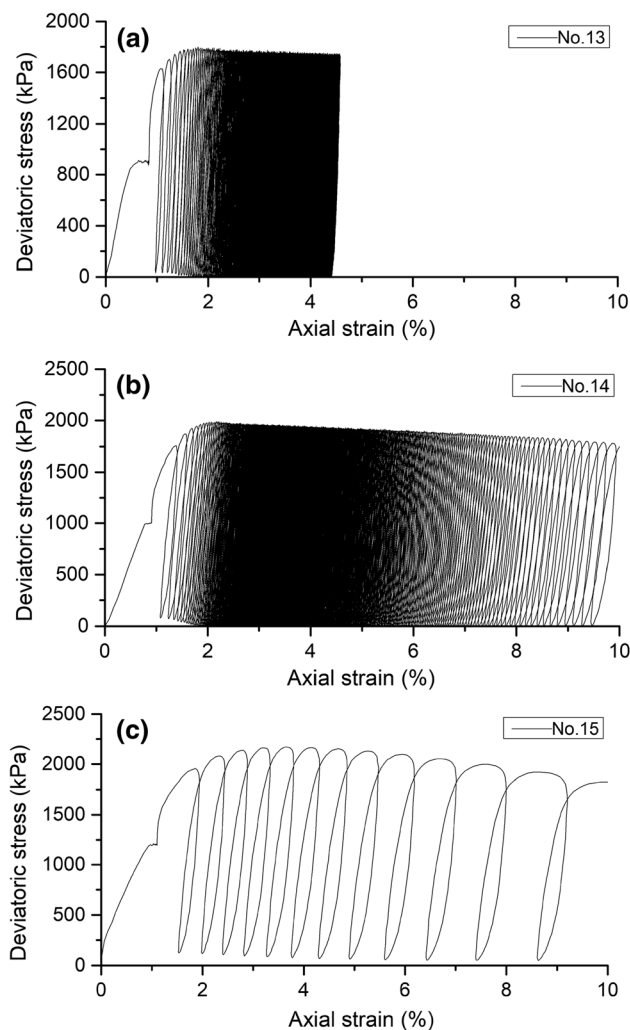 (a)
No.13
2000
1600
1200
800
400
0
Deviatoric stress (kPa)
0 2 4 6 8 10
Axial strain (%)
(b)
No.14
2500
2000
1500
1000
500
0
Deviatoric stress (kPa)
0 2 4 6 8 10
Axial strain (%)
(c)
No.15
2500
2000
1500
1000
500
0
Deviatoric stress (kPa)
0 2 4 6 8 10
Axial strain (%)